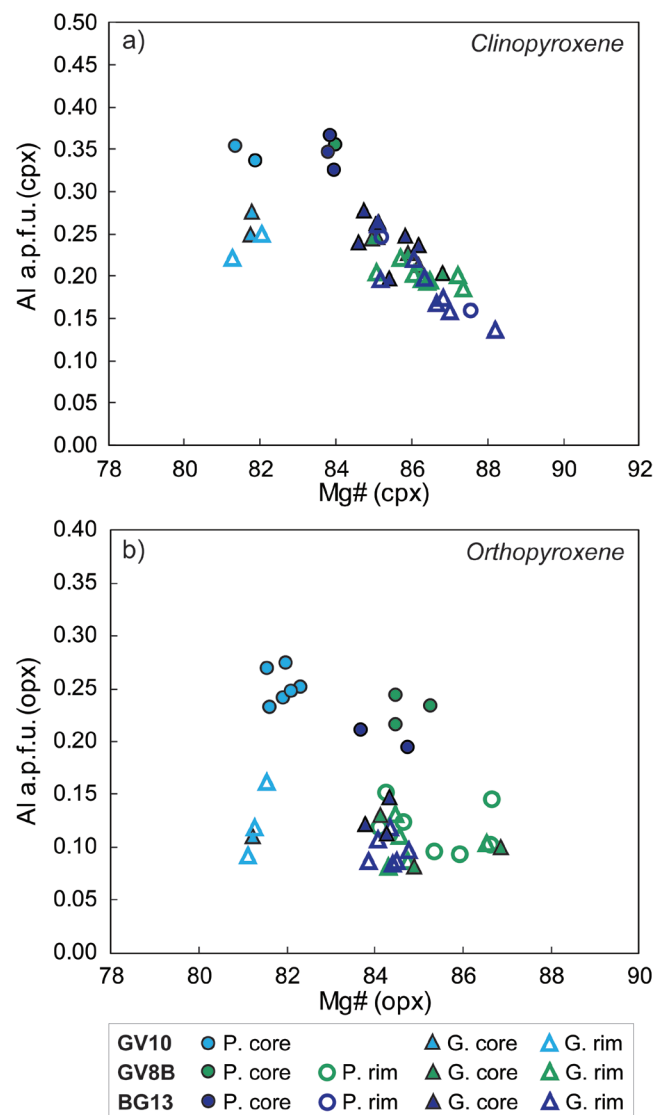 a) Clinopyroxene
Al a.p.f.u. (cpx)
0.50
0.45
0.40
0.35
0.30
0.25
0.20
0.15
0.10
0.05
0.00
78 80 82 84 86 88 90 92
Mg# (cpx)
b) Orthopyroxene
Al a.p.f.u. (opx)
0.40
0.35
0.30
0.25
0.20
0.15
0.10
0.05
0.00
78 80 82 84 86 88 90
Mg# (opx)
GV10 P. core G. core G. rim
GV8B P. core P. rim G. core G. rim
BG13 P. core P. rim G. core G. rim